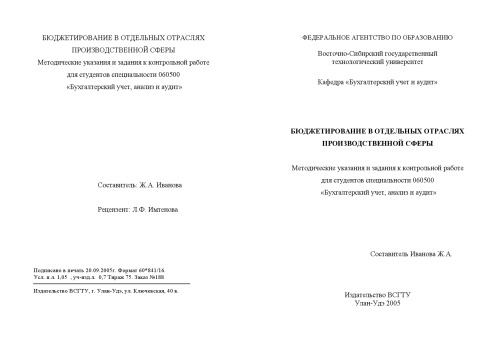 БЮДЖЕТИРОВАНИЕ В ОТДЕЛЬНЫХ ОТРАСЛЯХ
ПРОИЗВОДСТВЕННОЙ СФЕРЫ
Методические указания и задания к контрольной работе
для студентов специальности 060500
«Бухгалтерский учет, анализ и аудит»
Составитель: Ж.А. Иванова
Рецензент: Л.Ф. Имтенова
Подписано в печать 20.09.2005г. Формат 60*841/16.
Усл. п.л. 1,05 , уч-изд.л. 0,7 Тираж 75. Заказ №188
Издательство ВСГТУ, г. Улан-Удэ, ул. Ключевская, 40 в.
ФЕДЕРАЛЬНОЕ АГЕНТСТВО ПО ОБРАЗОВАНИЮ
Восточно-Сибирский государственный
технологический университет
Кафедра «Бухгалтерский учет и аудит»
БЮДЖЕТИРОВАНИЕ В ОТДЕЛЬНЫХ ОТРАСЛЯХ
ПРОИЗВОДСТВЕННОЙ СФЕРЫ
Методические указания и задания к контрольной работе
для студентов специальности 060500
«Бухгалтерский учет, анализ и аудит»
Составитель Иванова Ж.А.
Издательство ВСГТУ
Улан-Удэ 2005